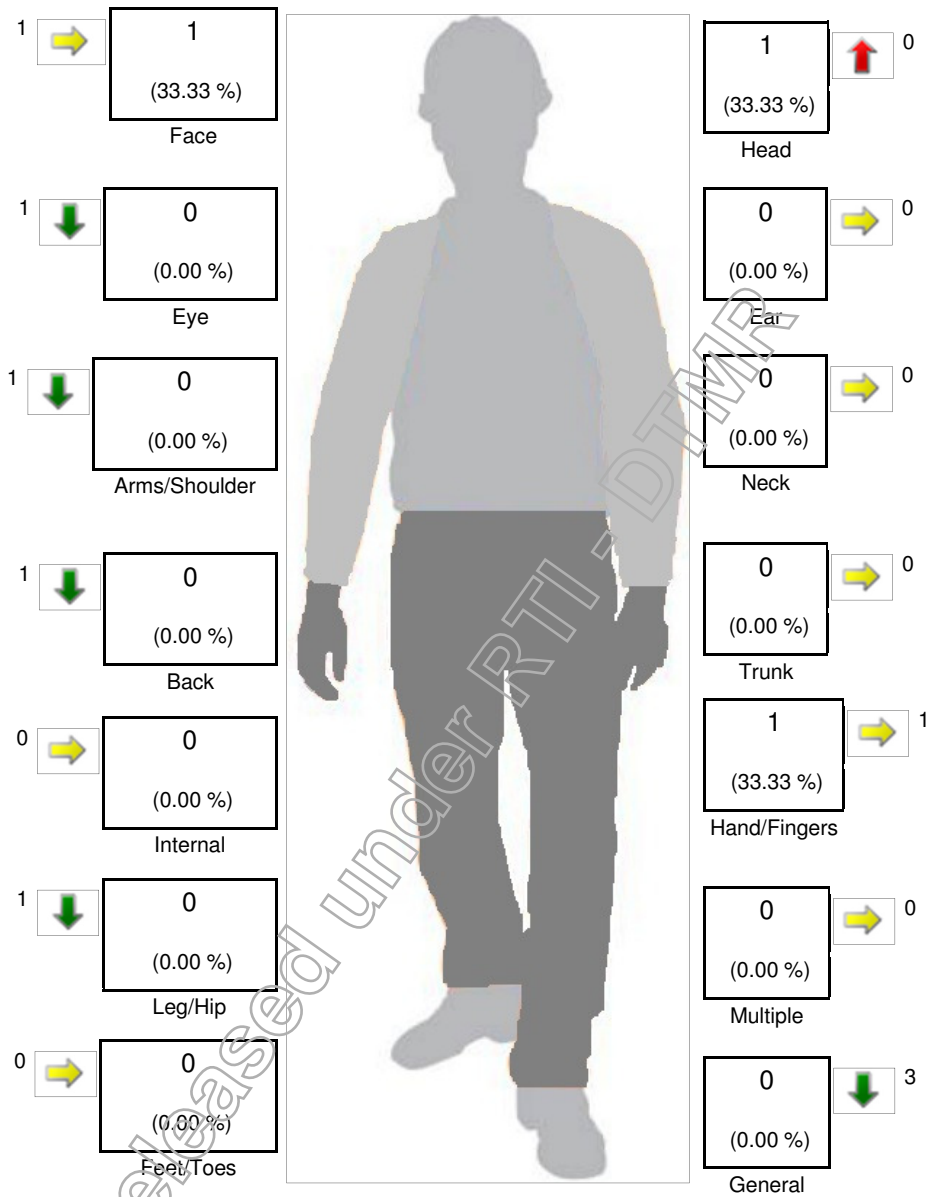 1
1
(33.33 %)
Face
1
0
(0.00 %)
Eye
1
0
(0.00 %)
Arms/Shoulder
1
0
(0.00 %)
Back
0
0
(0.00 %)
Internal
1
0
(0.00 %)
Leg/Hip
0
0
(0.00 %)
Feet/Toes
1
(33.33 %)
0
Head
0
(0.00 %)
0
Ear
0
(0.00 %)
0
Neck
0
(0.00 %)
0
Trunk
1
(33.33 %)
1
Hand/Fingers
0
(0.00 %)
0
Multiple
0
(0.00 %)
3
General
eleased under RTI - DTMR